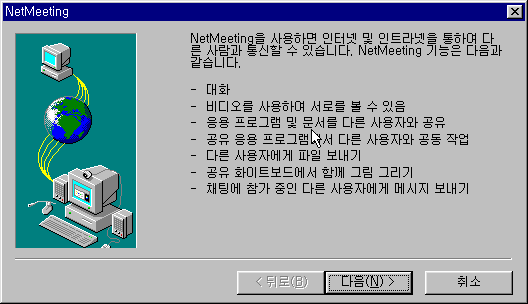 NetMeeting
NetMeeting을 사용하면 인터넷 및 인트라넷을 통하여 다
른 사람과 통신할 수 있습니다. NetMeeting 기능은 다음과
같습니다.
- 대화
- 비디오를 사용하여 서로를 볼 수 있음
- 응용 프로그램 및 문서를 다른 사용자와 공유
- 공유 응용 프로그램에서 다른 사용자와 공동 작업
- 다른 사용자에게 파일 보내기
- 공유 화이트보드에서 함께 그림 그리기
- 채팅에 참가 중인 다른 사용자에게 메시지 보내기
< 뒤로(B)
다음(N) >
취소